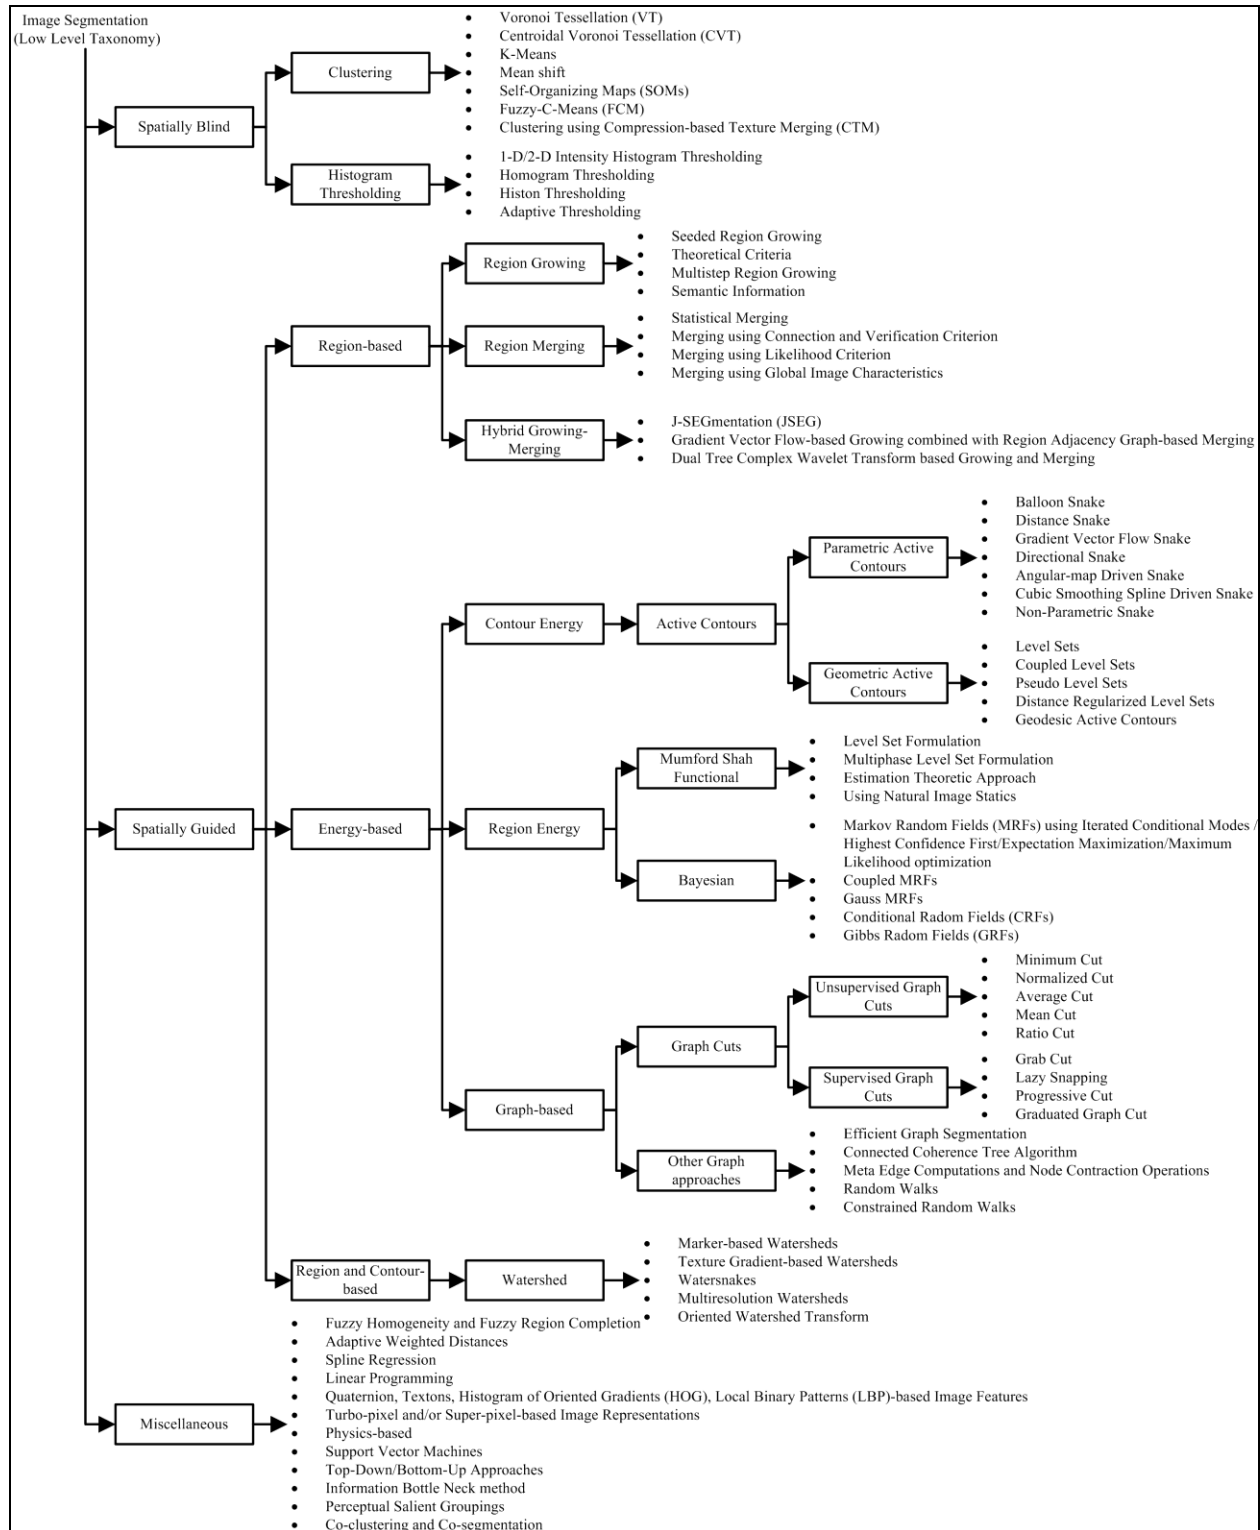 Image Segmentation
(Low Level Taxonomy)
Spatially Blind
Clustering
• Voronoi Tessellation (VT)
• Centroidal Voronoi Tessellation (CVT)
• K-Means
• Mean shift
• Self-Organizing Maps (SOMs)
• Fuzzy-C-Means (FCM)
• Clustering using Compression-based Texture Merging (CTM)
Histogram
Thresholding
• 1-D/2-D Intensity Histogram Thresholding
• Homogram Thresholding
• Histon Thresholding
• Adaptive Thresholding
Spatially Guided
Region-based
Region Growing
• Seeded Region Growing
• Theoretical Criteria
• Multistep Region Growing
• Semantic Information
Region Merging
• Statistical Merging
• Merging using Connection and Verification Criterion
• Merging using Likelihood Criterion
• Merging using Global Image Characteristics
Hybrid Growing-
Merging
• J-SEGmentation (JSEG)
• Gradient Vector Flow-based Growing combined with Region Adjacency Graph-based Merging
• Dual Tree Complex Wavelet Transform based Growing and Merging
Energy-based
Contour Energy
Active Contours
Parametric Active
Contours
• Balloon Snake
• Distance Snake
• Gradient Vector Flow Snake
• Directional Snake
• Angular-map Driven Snake
• Cubic Smoothing Spline Driven Snake
• Non-Parametric Snake
Geometric Active
Contours
• Level Sets
• Coupled Level Sets
• Pseudo Level Sets
• Distance Regularized Level Sets
• Geodesic Active Contours
Region Energy
Mumford Shah
Functional
• Level Set Formulation
• Multiphase Level Set Formulation
• Estimation Theoretic Approach
• Using Natural Image Statics
Bayesian
• Markov Random Fields (MRFs) using Iterated Conditional Modes /
Highest Confidence First/Expectation Maximization/Maximum
Likelihood optimization
• Coupled MRFs
• Gauss MRFs
• Conditional Radom Fields (CRFs)
• Gibbs Radom Fields (GRFs)
Graph-based
Graph Cuts
Unsupervised Graph
Cuts
• Minimum Cut
• Normalized Cut
• Average Cut
• Mean Cut
• Ratio Cut
Supervised Graph
Cuts
• Grab Cut
• Lazy Snapping
• Progressive Cut
• Graduated Graph Cut
Other Graph
approaches
• Efficient Graph Segmentation
• Connected Coherence Tree Algorithm
• Meta Edge Computations and Node Contraction Operations
• Random Walks
• Constrained Random Walks
Region and Contour-
based
Watershed
• Marker-based Watersheds
• Texture Gradient-based Watersheds
• Watersnakes
• Multiresolution Watersheds
• Oriented Watershed Transform
Miscellaneous
• Fuzzy Homogeneity and Fuzzy Region Completion
• Adaptive Weighted Distances
• Spline Regression
• Linear Programming
• Quaternion, Textons, Histogram of Oriented Gradients (HOG), Local Binary Patterns (LBP)-based Image Features
• Turbo-pixel and/or Super-pixel-based Image Representations
• Physics-based
• Support Vector Machines
• Top-Down/Bottom-Up Approaches
• Information Bottle Neck method
• Perceptual Salient Groupings
• Co-clustering and Co-segmentation